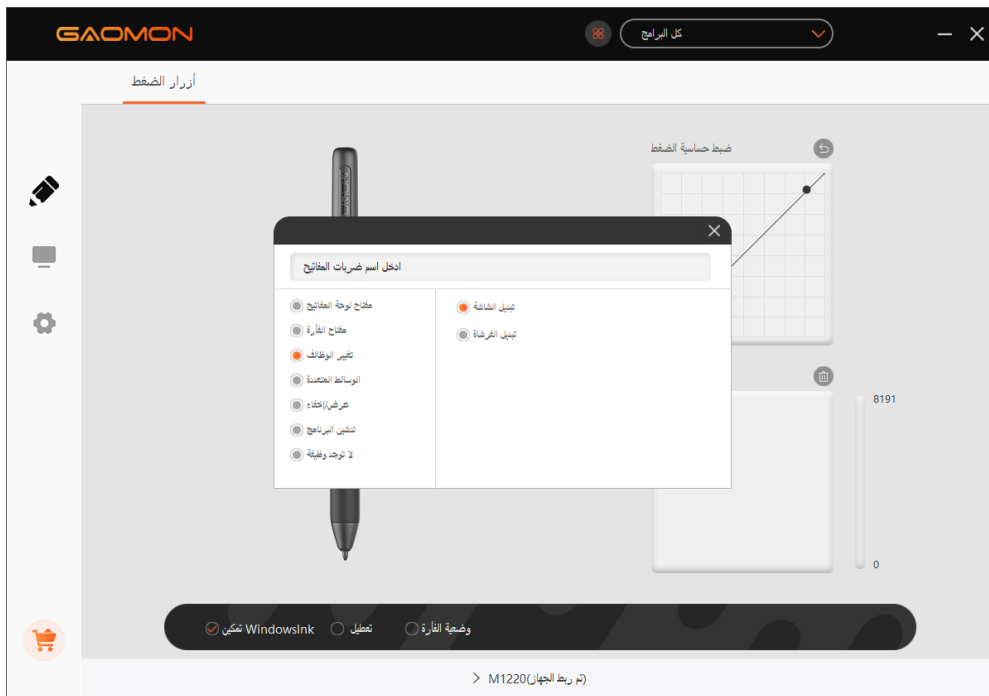 GAOMON
كل البرامج
أزرار الضغط
ضبط حساسية الضغط
ادخل اسم ضربات المفاتيح
مفتاح لوحة المفاتيح
مفتاح الفأرة
تغيير الوظائف
الوسائط المتعددة
عرض/إخفاء
تدشين البرنامج
لا توجد وظيفة
تبديل الشاشة
تبديل الفرشاة
8191
0
تمكين WindowsInk
تعطيل
وضعية الفأرة
M1220(تم ربط الجهاز)